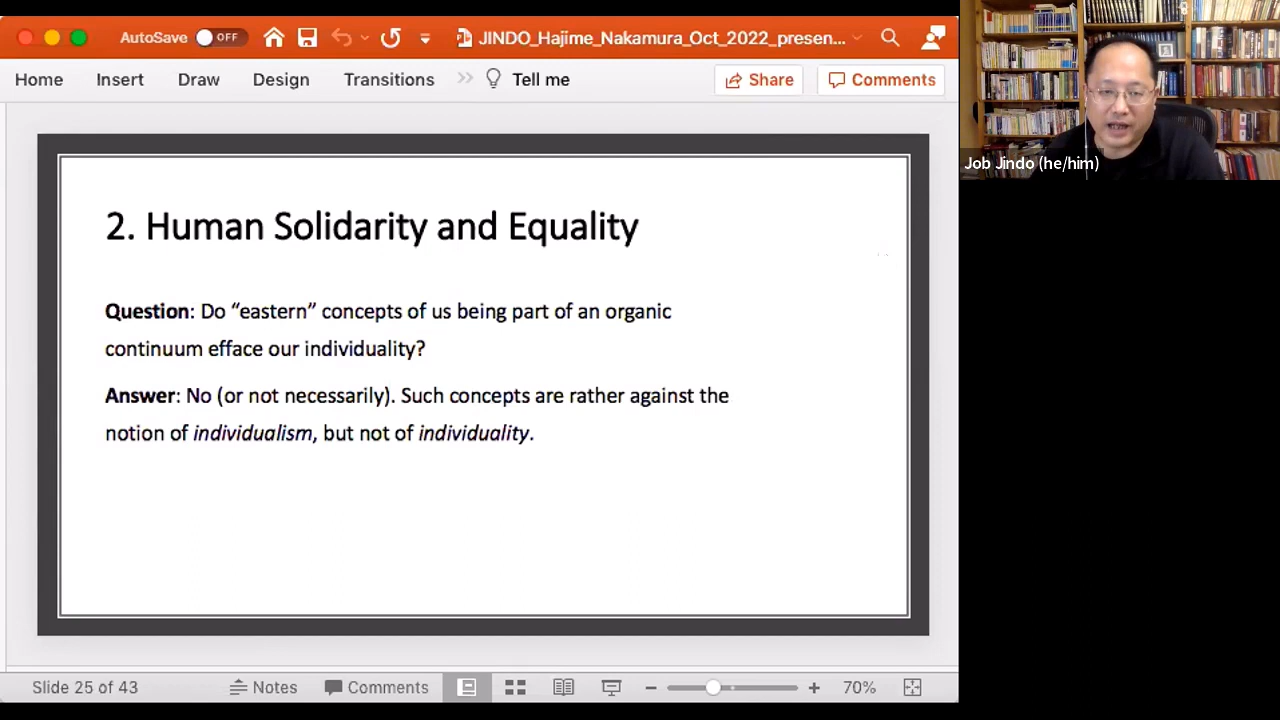 AutoSave OFF JINDO_Hajime_Nakamura_Oct_2022_presen...
Home Insert Draw Design Transitions Tell me Share Comments
Job Jindo (he/him)
2. Human Solidarity and Equality
Question: Do “eastern” concepts of us being part of an organic
continuum efface our individuality?
Answer: No (or not necessarily). Such concepts are rather against the
notion of individualism, but not of individuality.
Slide 25 of 43 Notes Comments 70%